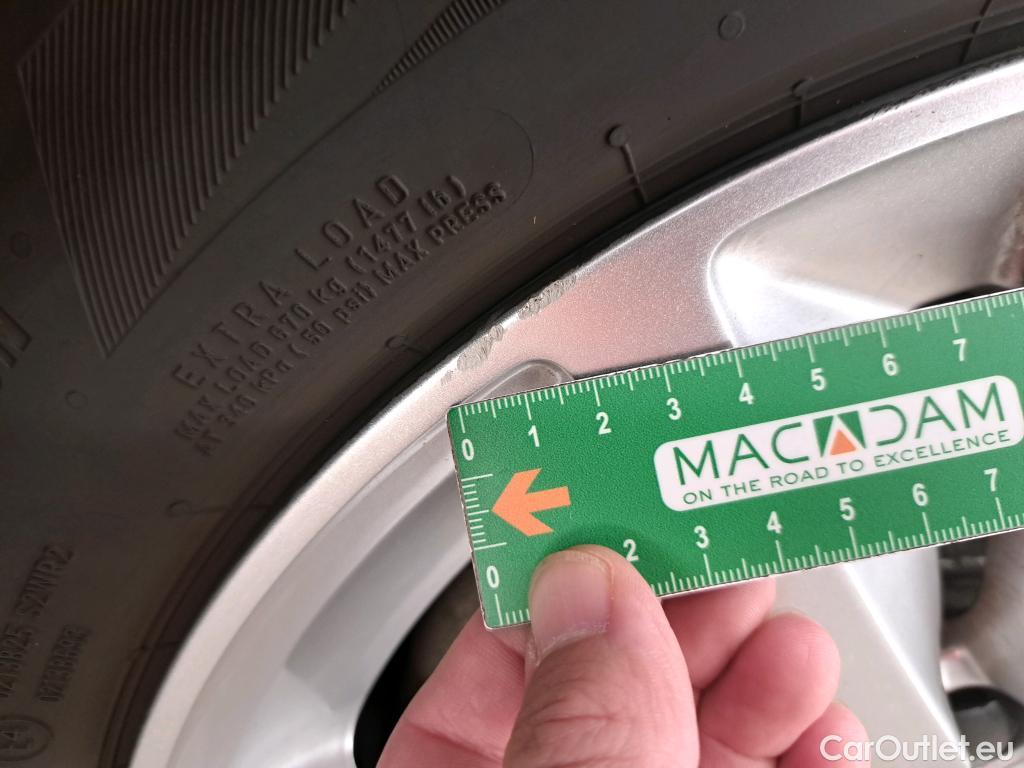 EXTRA LOAD
MAX LOAD 670 kg (1477 lb)
AT 340 kPa (50 psi) MAX PRESS
0 1 2 3 4 5 6 7
0
MACADAM
ON THE ROAD TO EXCELLENCE
0 2 3 4 5 6 7
CarOutlet.eu